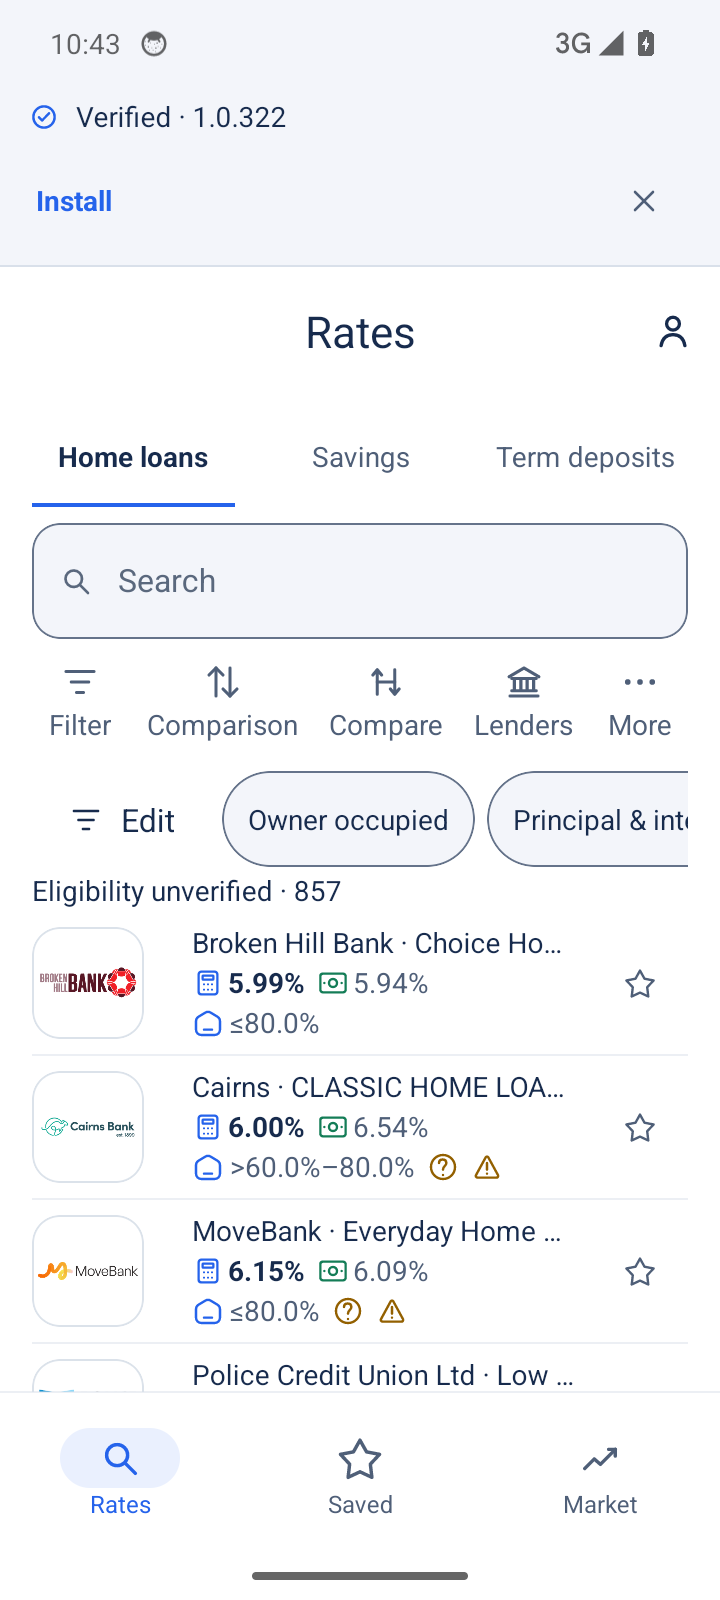 10:43
3G
Verified · 1.0.322
Install
Rates
Home loans
Savings
Term deposits
Search
Filter
Comparison
Compare
Lenders
More
Edit
Owner occupied
Principal & inte
Eligibility unverified · 857
BROKEN HILL BANK
Broken Hill Bank · Choice Ho...
5.99% 5.94%
≤80.0%
Cairns Bank
est. 1899
Cairns · CLASSIC HOME LOA...
6.00% 6.54%
>60.0%–80.0%
MoveBank
MoveBank · Everyday Home ...
6.15% 6.09%
≤80.0%
Police Credit Union Ltd · Low ...
Rates
Saved
Market